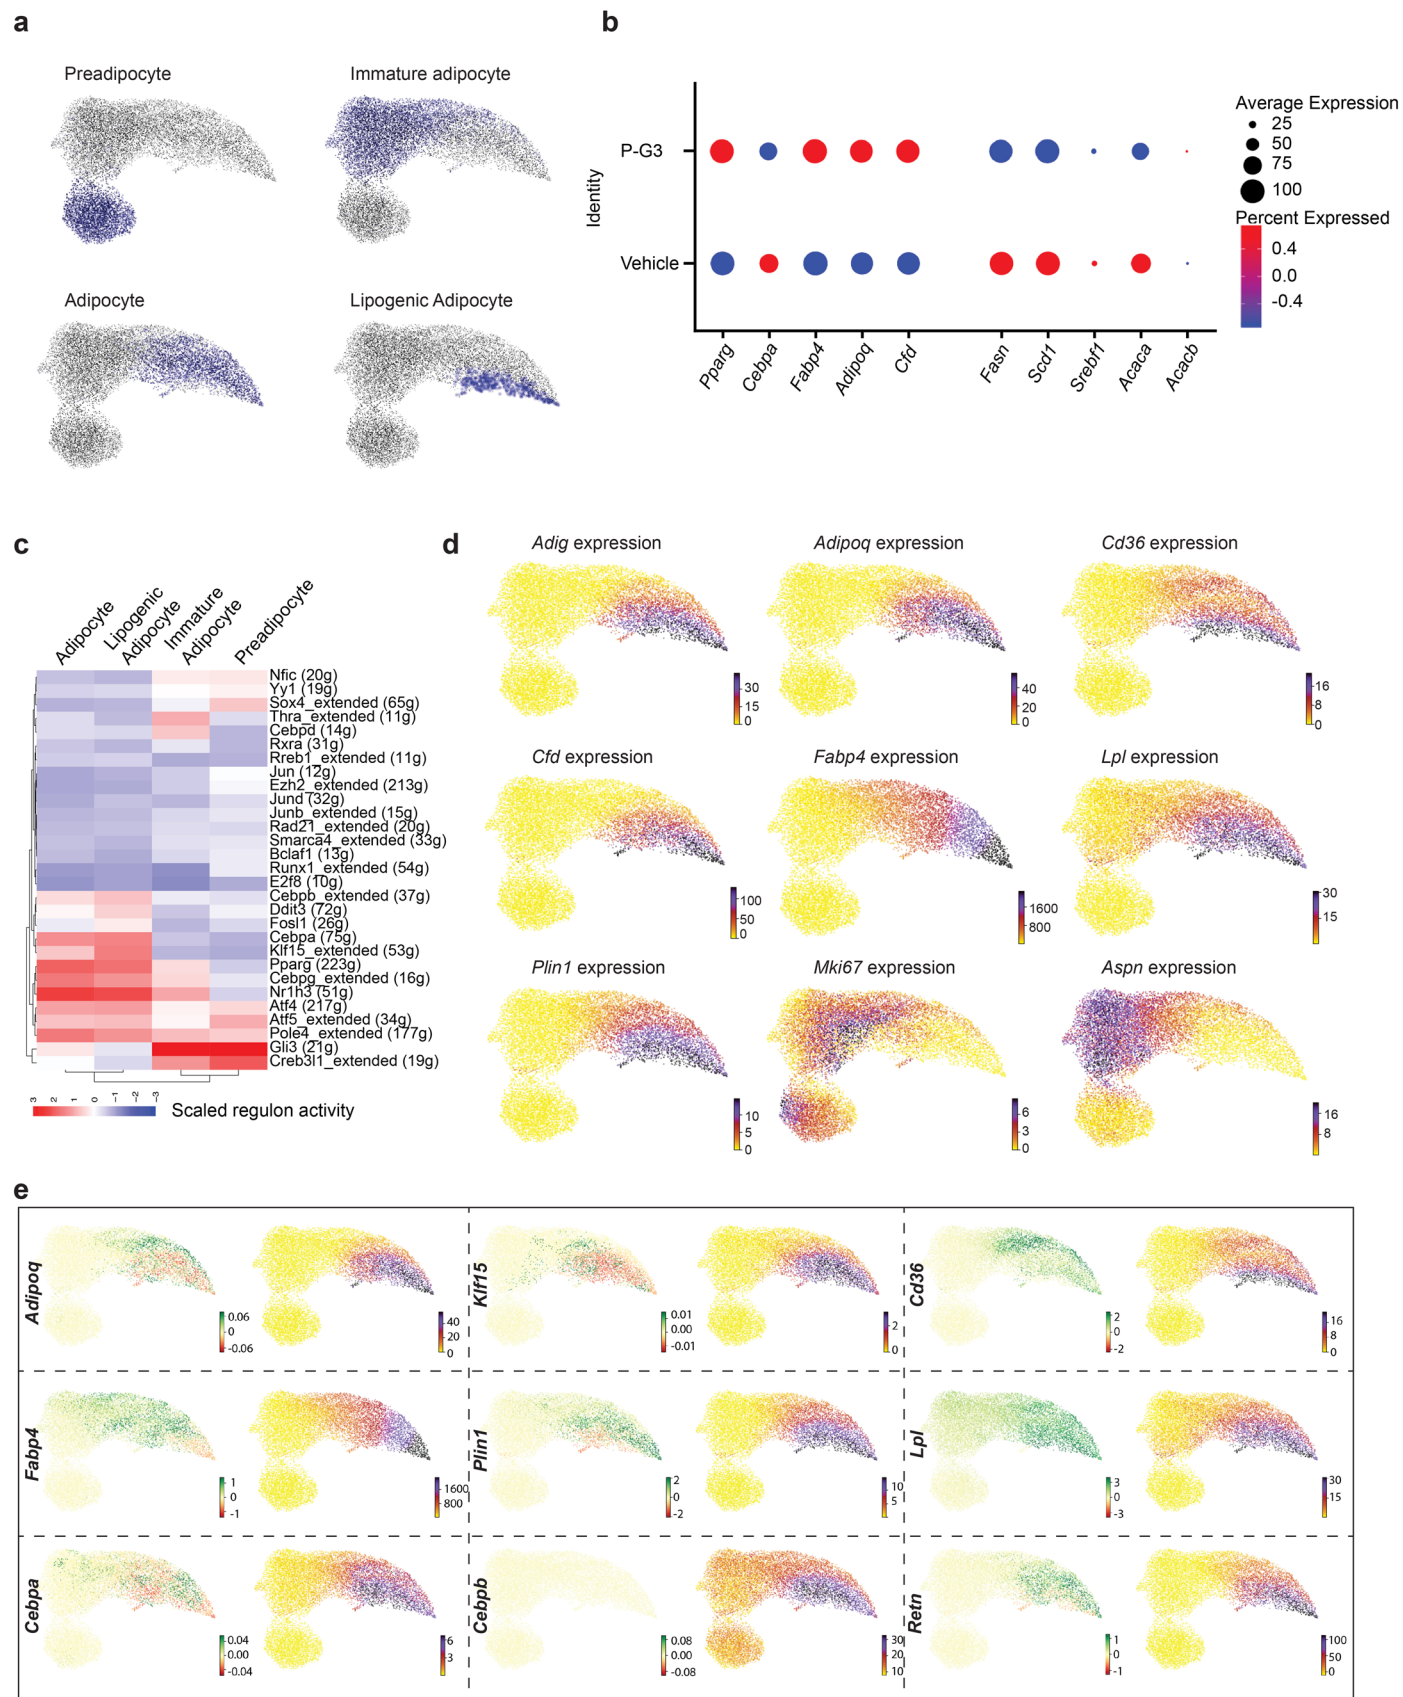 a
Preadipocyte
Immature adipocyte
Adipocyte
Lipogenic Adipocyte
b
Identity
P-G3
Vehicle
Pparg
Cebpa
Fabp4
Adipoq
Cfd
Fasn
Scd1
Srebf1
Acaca
Acacb
Average Expression
25
50
75
100
Percent Expressed
0.4
0.0
-0.4
c
Adipocyte
Lipogenic
Adipocyte
Immature
Adipocyte
Preadipocyte
Nfic (20g)
Yy1 (19g)
Sox4_extended (65g)
Thra_extended (11g)
Cebpd (14g)
Rxra (31g)
Rreb1_extended (11g)
Jun (12g)
Ezh2_extended (213g)
Jund (32g)
Junb_extended (15g)
Rad21_extended (20g)
Smarca4_extended (33g)
Bclaf1 (13g)
Runx1_extended (54g)
E2f8 (10g)
Cebpb_extended (37g)
Ddit3 (72g)
Fosl1 (26g)
Cebpa (75g)
Klf15_extended (53g)
Pparg (223g)
Cebpg_extended (16g)
Nr1h3 (51g)
Atf4 (217g)
Atf5_extended (34g)
Pole4_extended (177g)
Gli3 (21g)
Creb3l1_extended (19g)
3 2 1 0 -1 -2 -3
Scaled regulon activity
d
Adig expression
30
15
0
Adipoq expression
40
20
0
Cd36 expression
16
8
0
Cfd expression
100
50
0
Fabp4 expression
1600
800
Lpl expression
30
15
Plin1 expression
10
5
0
Mki67 expression
6
3
0
Aspn expression
16
8
e
Adipoq
0.06
0
-0.06
40
20
0
Klf15
0.01
0.00
-0.01
2
0
Cd36
2
0
-2
16
8
0
Fabp4
1
0
-1
1600
800
Plin1
2
0
-2
10
5
Lpl
3
0
-3
30
15
Cebpa
0.04
0.00
-0.04
6
3
Cebpb
0.08
0.00
-0.08
30
20
10
Retn
1
0
-1
100
50
0